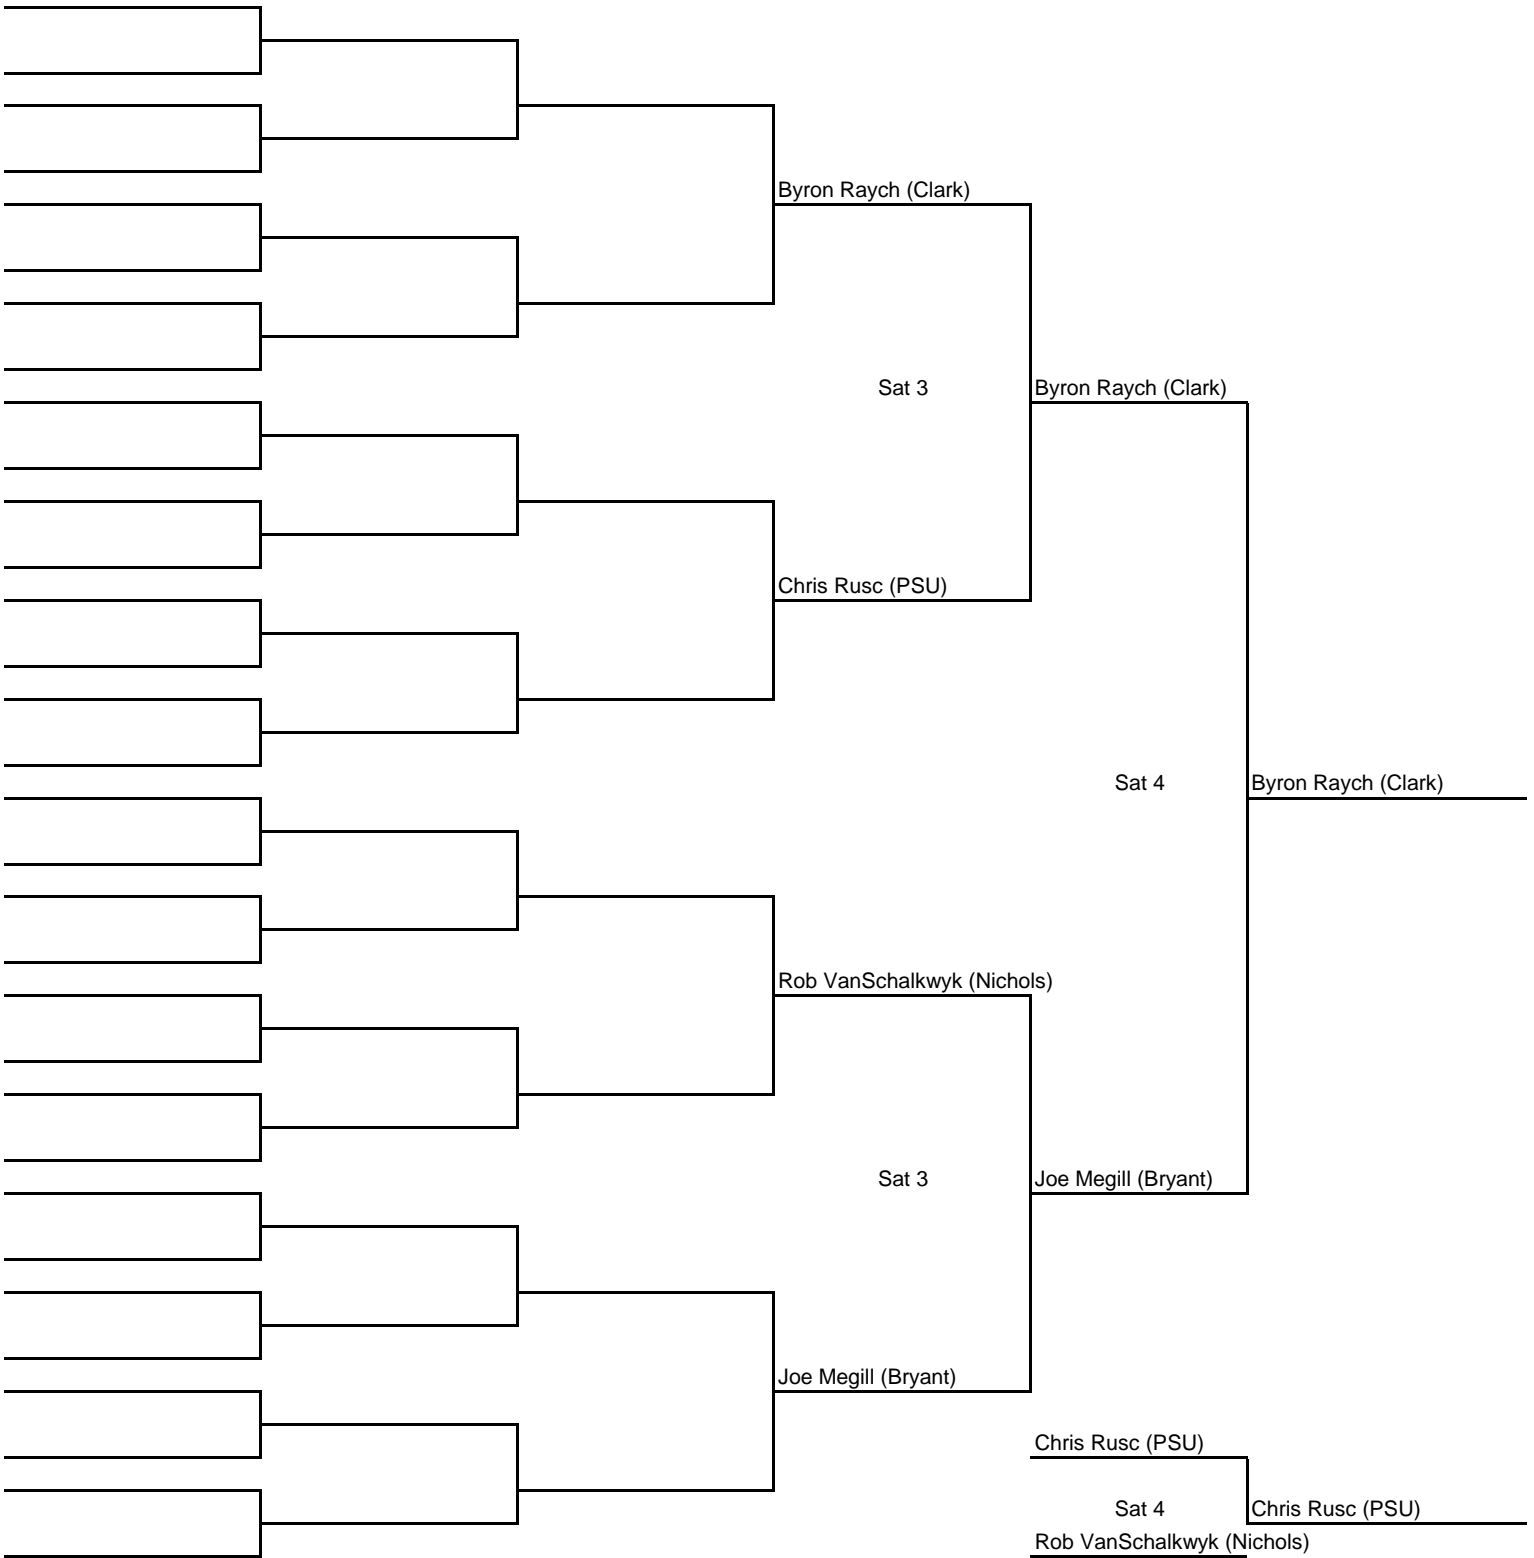 Byron Raych (Clark)
Sat 3
Byron Raych (Clark)
Chris Rusc (PSU)
Sat 4
Byron Raych (Clark)
Rob VanSchalkwyk (Nichols)
Sat 3
Joe Megill (Bryant)
Joe Megill (Bryant)
Chris Rusc (PSU)
Sat 4
Chris Rusc (PSU)
Rob VanSchalkwyk (Nichols)